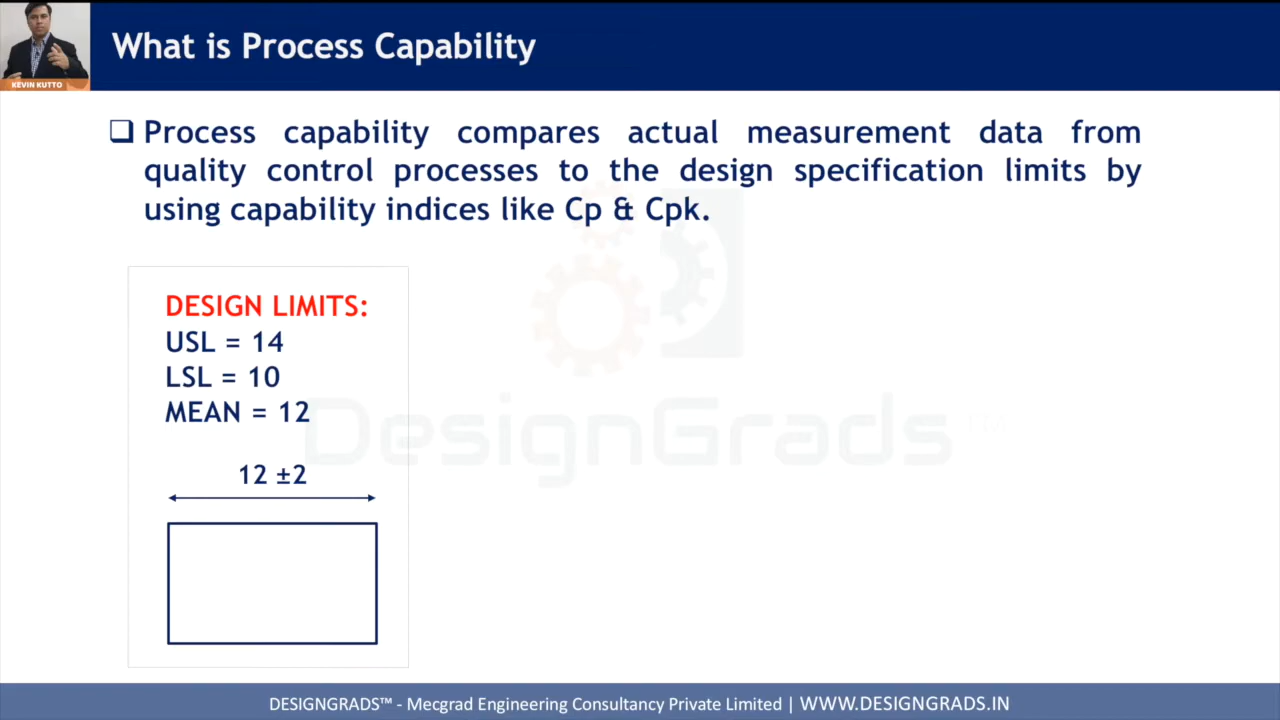 What is Process Capability
KEVIN KUTTO
❑ Process capability compares actual measurement data from
quality control processes to the design specification limits by
using capability indices like Cp & Cpk.
DESIGN LIMITS:
USL = 14
LSL = 10
MEAN = 12
12 ±2
DesignGrads™
DESIGNGRADS™ - Mecgrad Engineering Consultancy Private Limited | WWW.DESIGNGRADS.IN